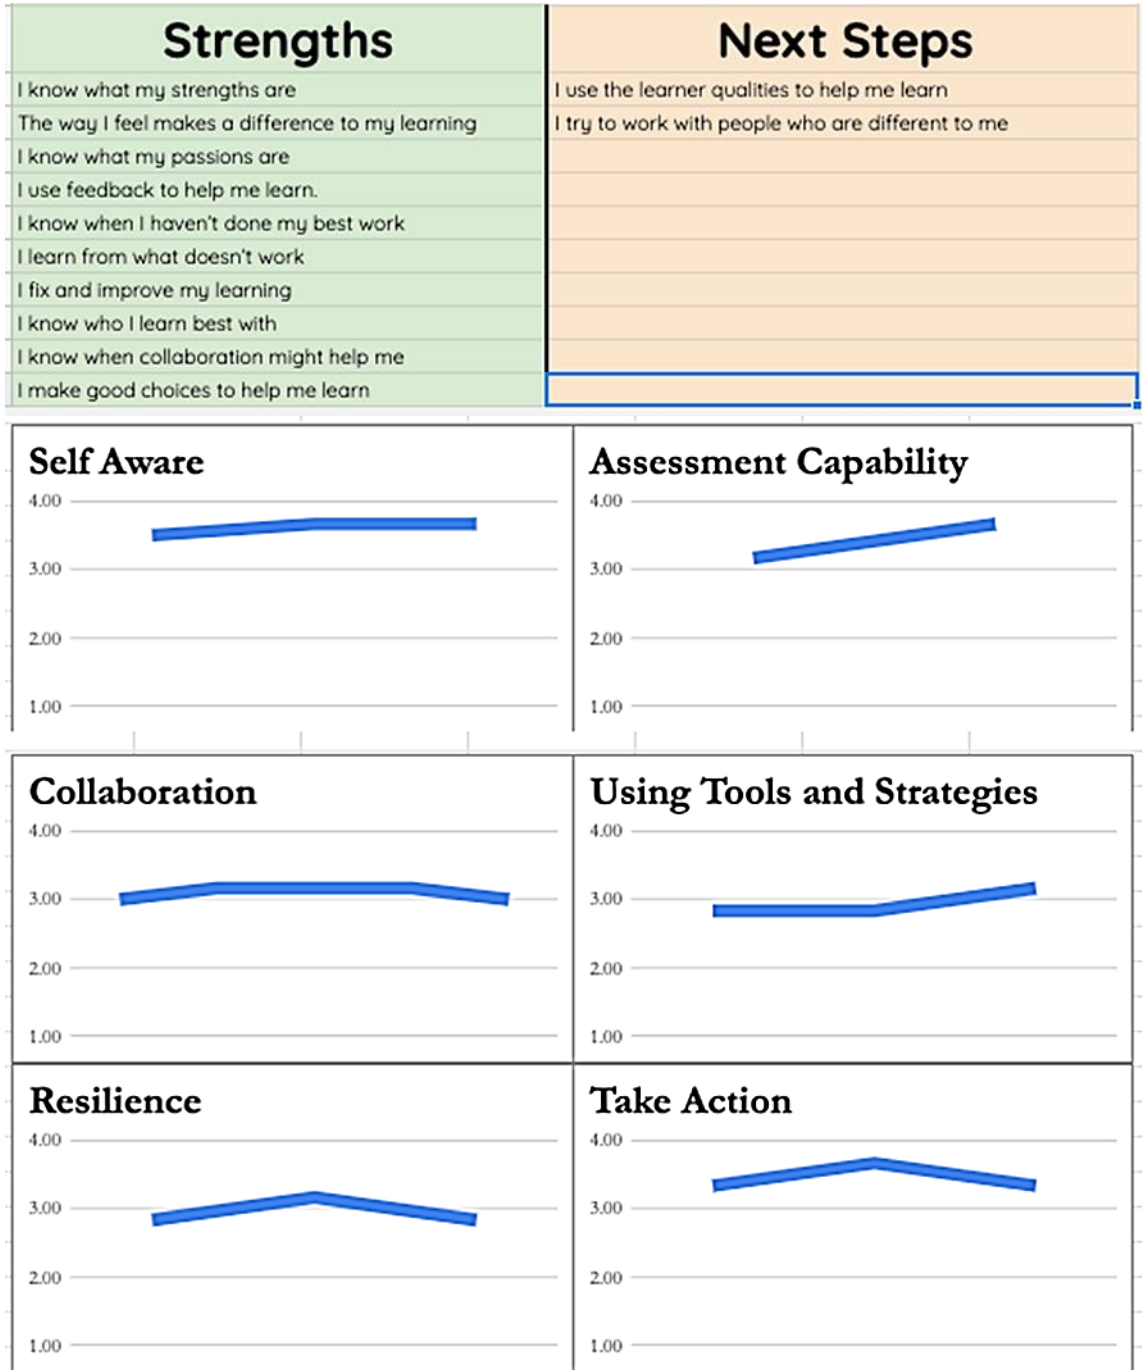 Strengths
Next Steps
I know what my strengths are
I use the learner qualities to help me learn
The way I feel makes a difference to my learning
I try to work with people who are different to me
I know what my passions are
I use feedback to help me learn.
I know when I haven't done my best work
I learn from what doesn't work
I fix and improve my learning
I know who I learn best with
I know when collaboration might help me
I make good choices to help me learn
Self Aware
4.00
3.00
2.00
1.00
Assessment Capability
4.00
3.00
2.00
1.00
Collaboration
4.00
3.00
2.00
1.00
Using Tools and Strategies
4.00
3.00
2.00
1.00
Resilience
4.00
3.00
2.00
1.00
Take Action
4.00
3.00
2.00
1.00